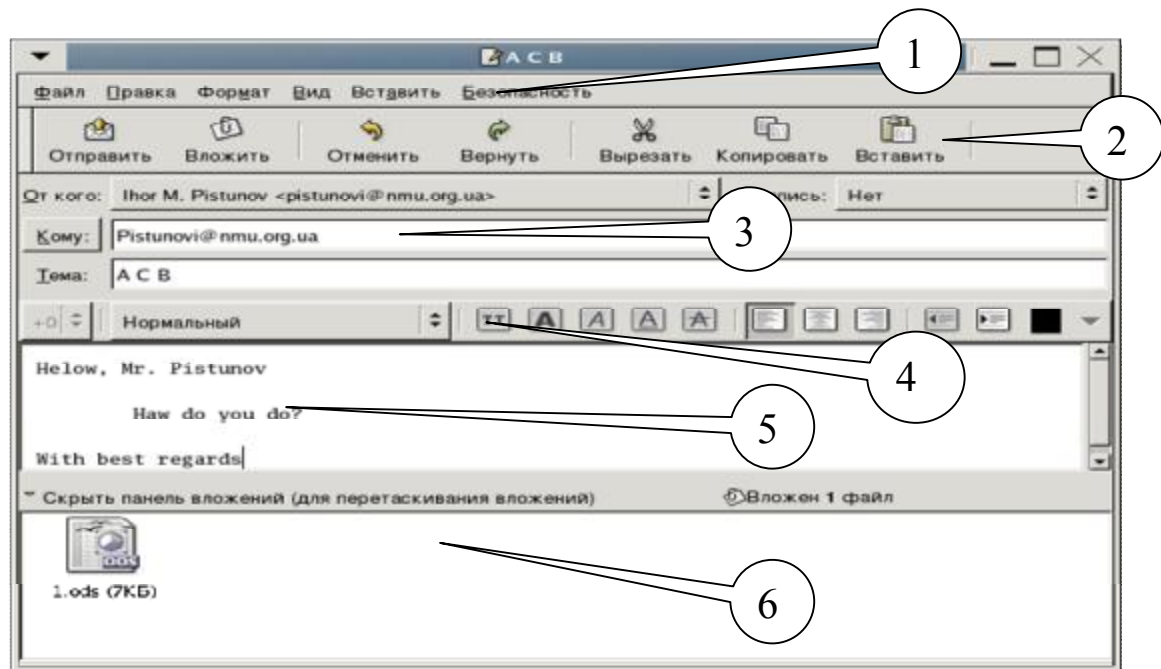 A C B
1
Файл Правка Формат Вид Вставить Безопасность
Отправить Вложить Отменить Вернуть Вырезать Копировать Вставить
2
От кого: Ihor M. Pistunov <pistunovi@nmu.org.ua> Нет
Кому: Pistunovi@nmu.org.ua
3
Тема: A C B
+0 Нормальный
TT A A A A
4
Helow, Mr. Pistunov
Haw do you do?
5
With best regards
Скрыть панель вложений (для перетаскивания вложений) Вложен 1 файл
ODS
1.ods (7КБ)
6